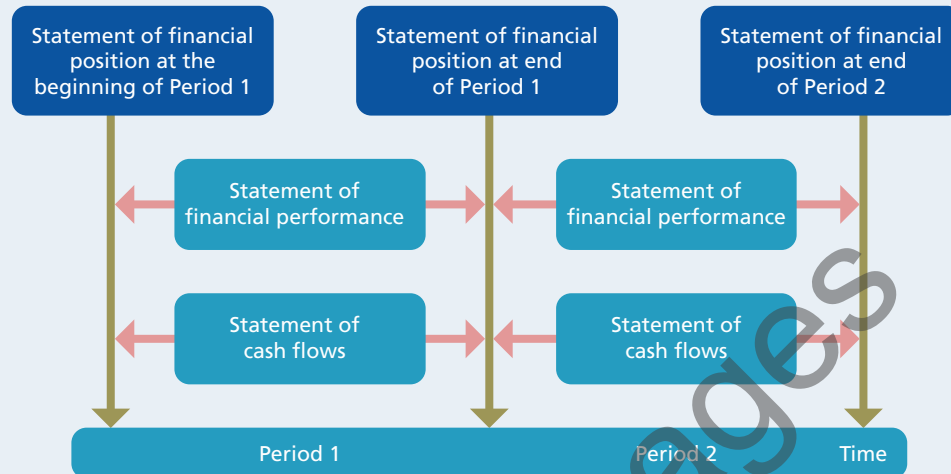 Statement of financial
position at the
beginning of Period 1
Statement of financial
position at end
of Period 1
Statement of financial
position at end
of Period 2
Statement of
financial performance
Statement of
financial performance
Statement of
cash flows
Statement of
cash flows
Period 1
Period 2
Time
ages